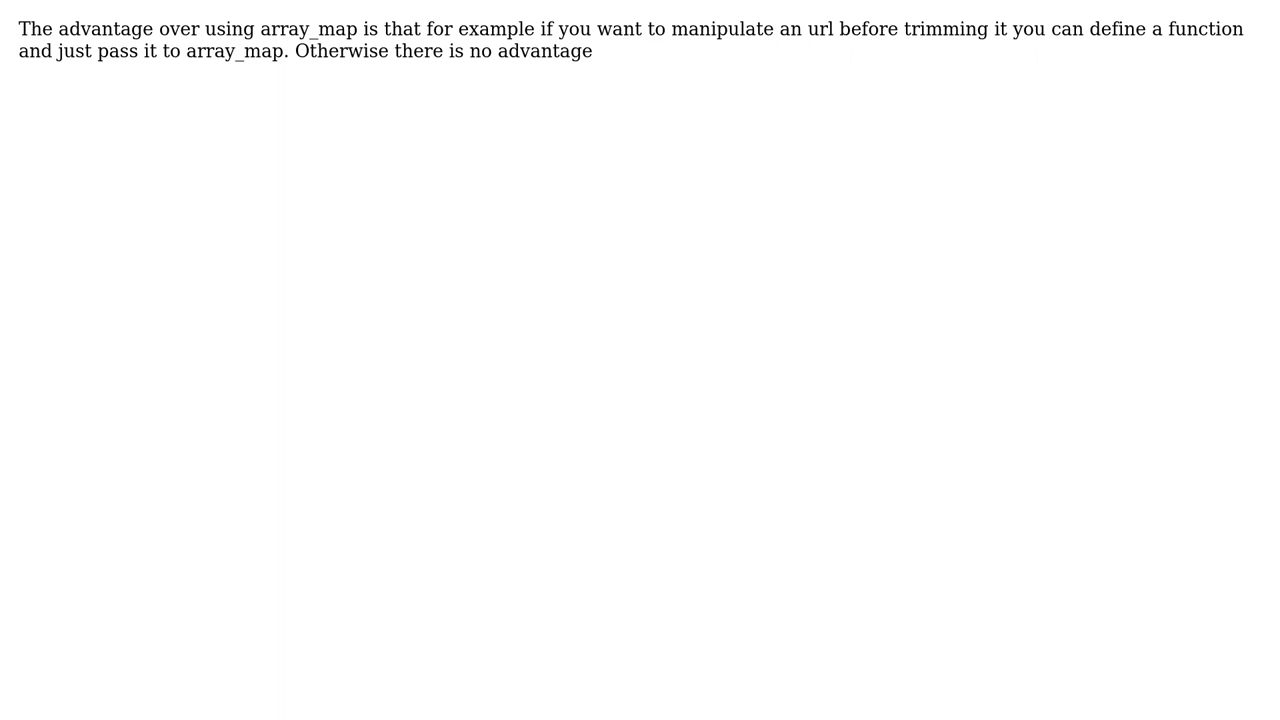 The advantage over using array_map is that for example if you want to manipulate an url before trimming it you can define a function
and just pass it to array_map. Otherwise there is no advantage